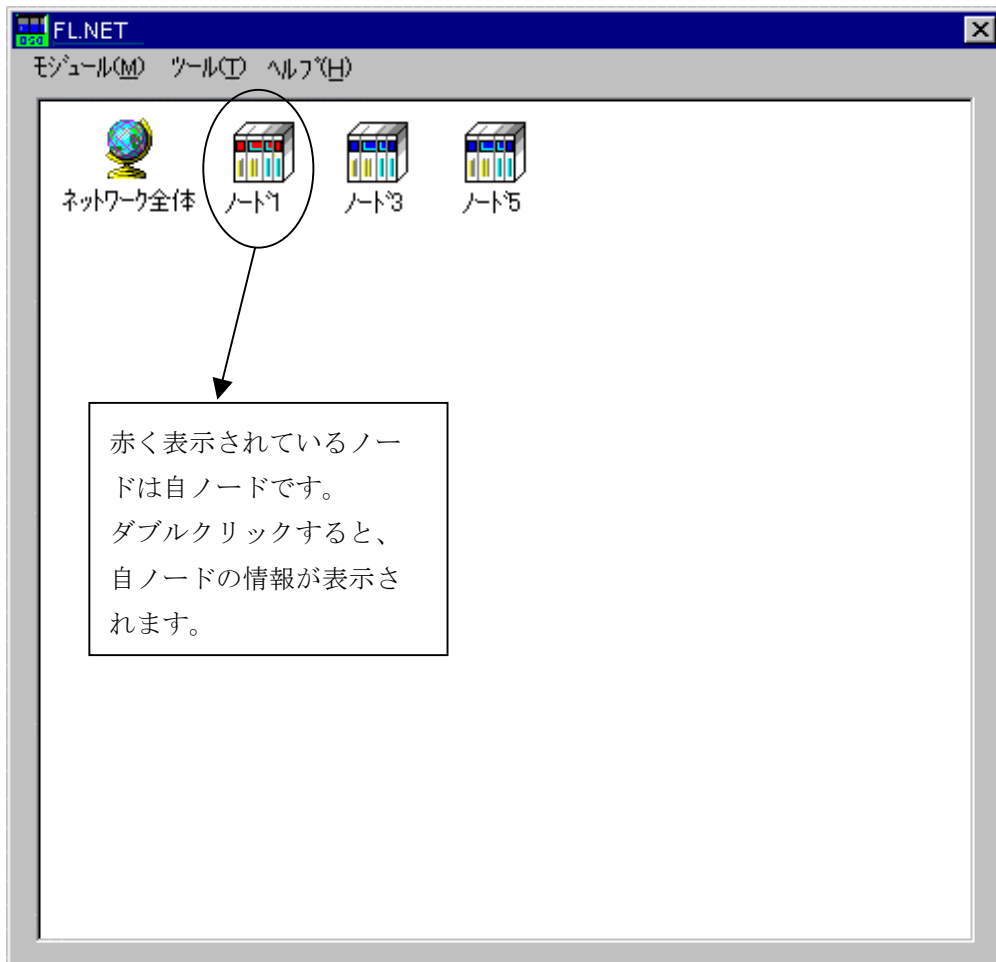 FL.NET
モジュール(M) ツール(T) ヘルプ(H)
ネットワーク全体 ノード1 ノード3 ノード5
赤く表示されているノー
ドは自ノードです。
ダブルクリックすると、
自ノードの情報が表示さ
れます。